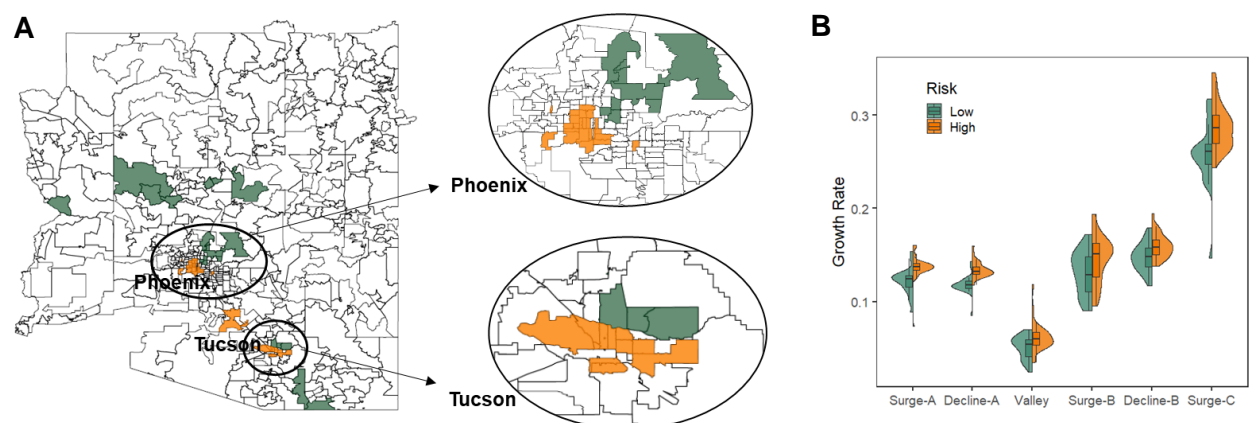 A
Phoenix
Tucson
Phoenix
Tucson
B
Growth Rate
0.3
0.2
0.1
Risk
Low
High
Surge-A Decline-A Valley Surge-B Decline-B Surge-C